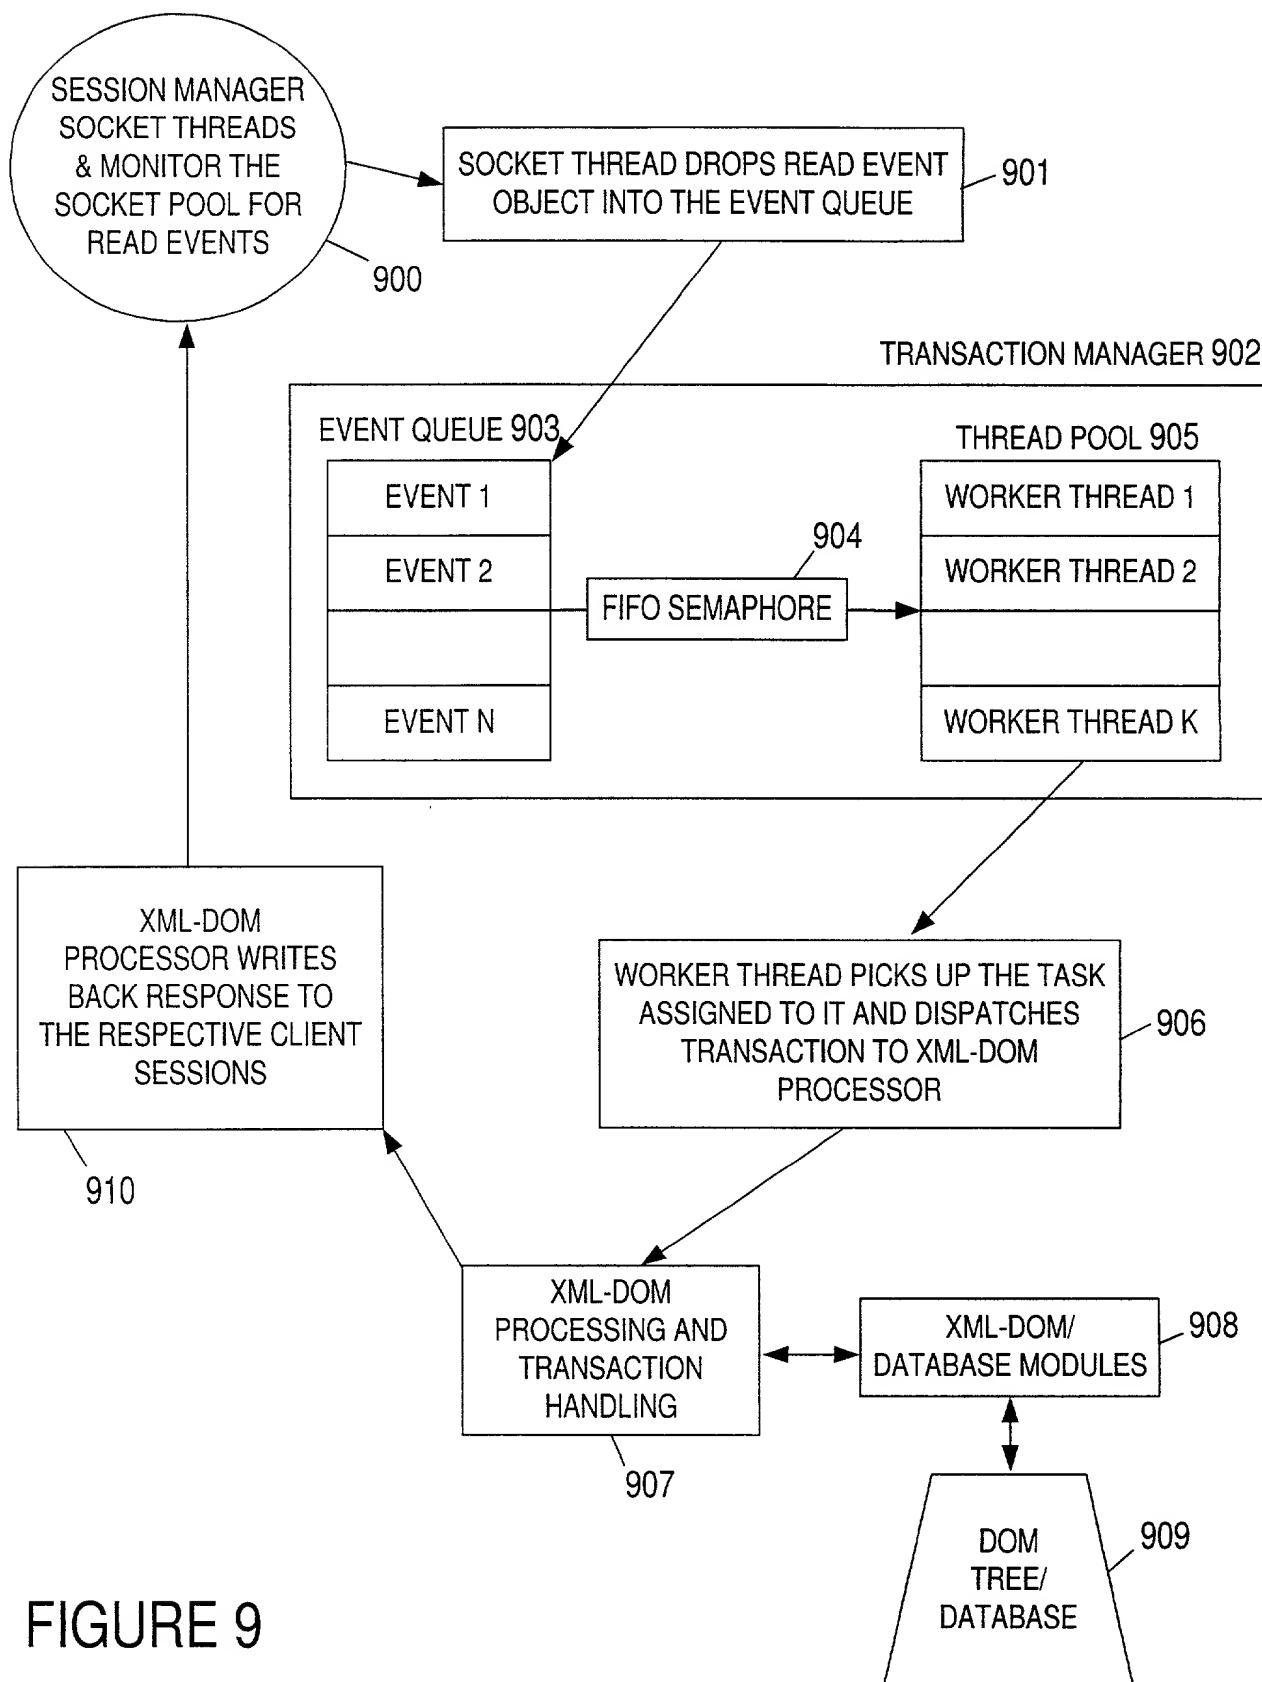 SESSION MANAGER
SOCKET THREADS
& MONITOR THE
SOCKET POOL FOR
READ EVENTS
900
SOCKET THREAD DROPS READ EVENT
OBJECT INTO THE EVENT QUEUE
901
TRANSACTION MANAGER 902
EVENT QUEUE 903
EVENT 1
EVENT 2
EVENT N
904
FIFO SEMAPHORE
THREAD POOL 905
WORKER THREAD 1
WORKER THREAD 2
WORKER THREAD K
WORKER THREAD PICKS UP THE TASK
ASSIGNED TO IT AND DISPATCHES
TRANSACTION TO XML-DOM
PROCESSOR
906
XML-DOM
PROCESSOR WRITES
BACK RESPONSE TO
THE RESPECTIVE CLIENT
SESSIONS
910
XML-DOM
PROCESSING AND
TRANSACTION
HANDLING
907
XML-DOM/
DATABASE MODULES
908
DOM
TREE/
DATABASE
909
FIGURE 9